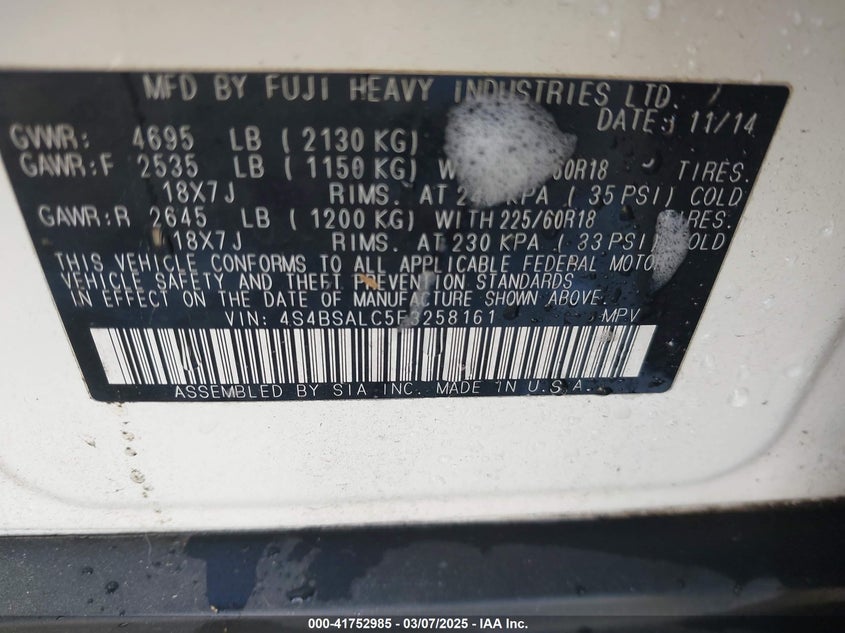 MFD BY FUJI HEAVY INDUSTRIES LTD.
DATE: 11/14
GVWR: 4695 LB (2130 KG)
GAWR:F 2535 LB (1150 KG) TIRES.
18X7J RIMS. AT KPA (35 PSI) COLD
GAWR:R 2645 LB (1200 KG) WITH 225/60R18
18X7J RIMS. AT 230 KPA (33 PSI) COLD
THIS VEHICLE CONFORMS TO ALL APPLICABLE FEDERAL MOTOR
VEHICLE SAFETY AND THEFT PREVENTION STANDARDS
IN EFFECT ON THE DATE OF MANUFACTURE SHOWN ABOVE.
VIN: 4S4BSALC5F3258161 MPV
ASSEMBLED BY SIA INC. MADE IN U.S.A.
000-41752985 - 03/07/2025 - IAA Inc.